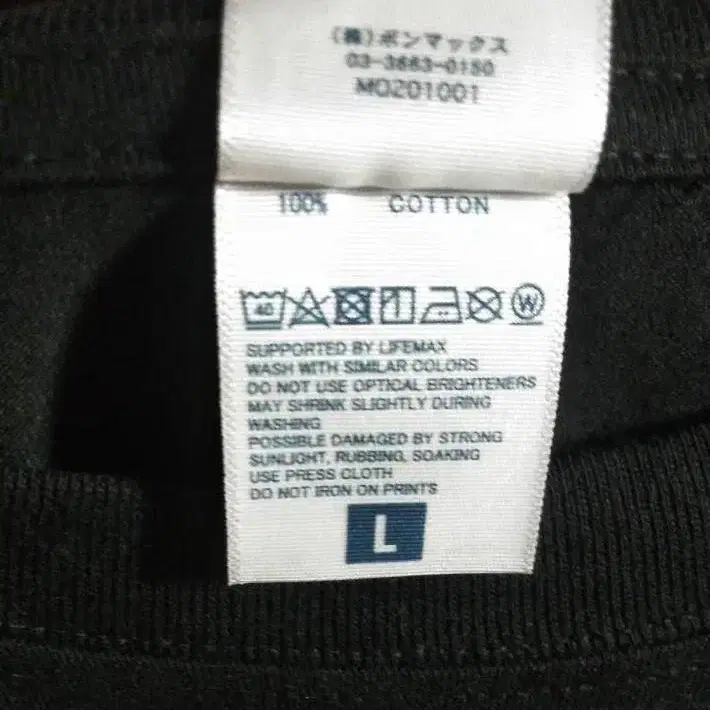 (株)ボンマックス
03-3663-0150
MO201001
100% COTTON
40 W
SUPPORTED BY LIFEMAX
WASH WITH SIMILAR COLORS
DO NOT USE OPTICAL BRIGHTENERS
MAY SHRINK SLIGHTLY DURING
WASHING
POSSIBLE DAMAGED BY STRONG
SUNLIGHT, RUBBING, SOAKING
USE PRESS CLOTH
DO NOT IRON ON PRINTS
L